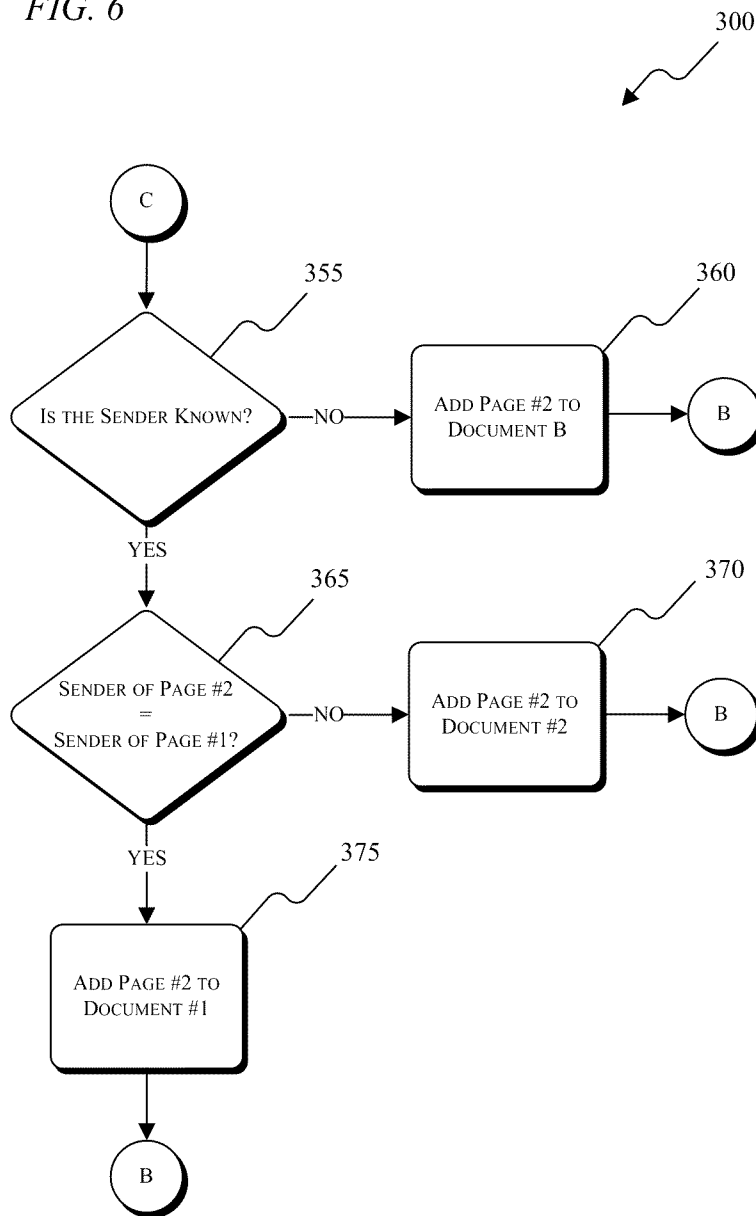 FIG. 6
300
C
355
360
IS THE SENDER KNOWN?
NO
ADD PAGE #2 TO
DOCUMENT B
B
YES
365
370
SENDER OF PAGE #2
=
SENDER OF PAGE #1?
NO
ADD PAGE #2 TO
DOCUMENT #2
B
YES
375
ADD PAGE #2 TO
DOCUMENT #1
B